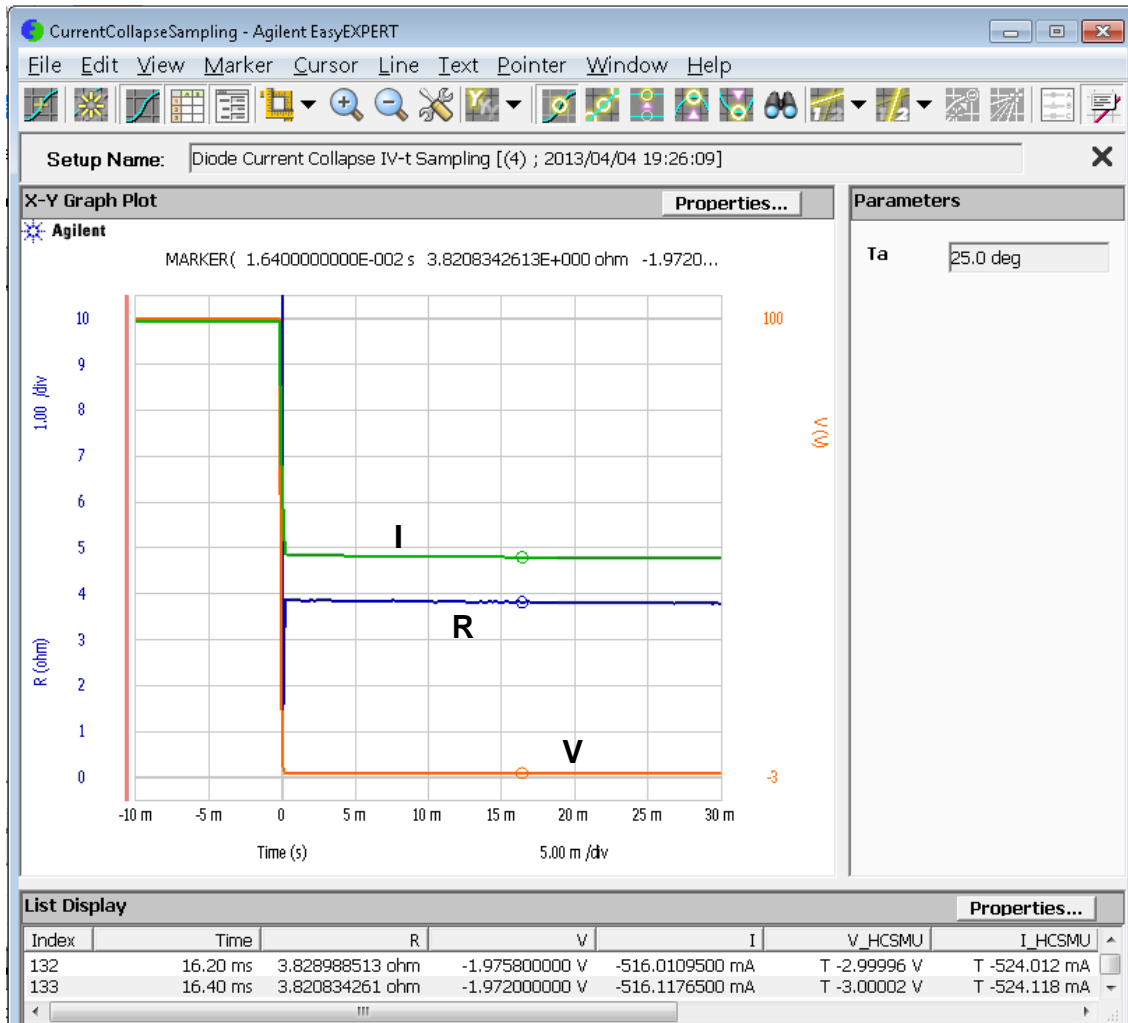 CurrentCollapseSampling - Agilent EasyEXPERT
File Edit View Marker Cursor Line Text Pointer Window Help
Setup Name: Diode Current Collapse IV-t Sampling [(4) ; 2013/04/04 19:26:09]
X-Y Graph Plot Properties...
Parameters
Agilent
Ta 25.0 deg
MARKER( 1.6400000000E-002 s 3.8208342613E+000 ohm -1.9720...
10 100
9
1.00 /div
8
V (V)
7
6
5
I
4
R
3
R (ohm)
2
1
V
0 -3
-10 m -5 m 0 5 m 10 m 15 m 20 m 25 m 30 m
Time (s) 5.00 m /div
List Display Properties...
Index Time R V I V_HCSMU I_HCSMU
132 16.20 ms 3.828988513 ohm -1.975800000 V -516.0109500 mA T -2.99996 V T -524.012 mA
133 16.40 ms 3.820834261 ohm -1.972000000 V -516.1176500 mA T -3.00002 V T -524.118 mA